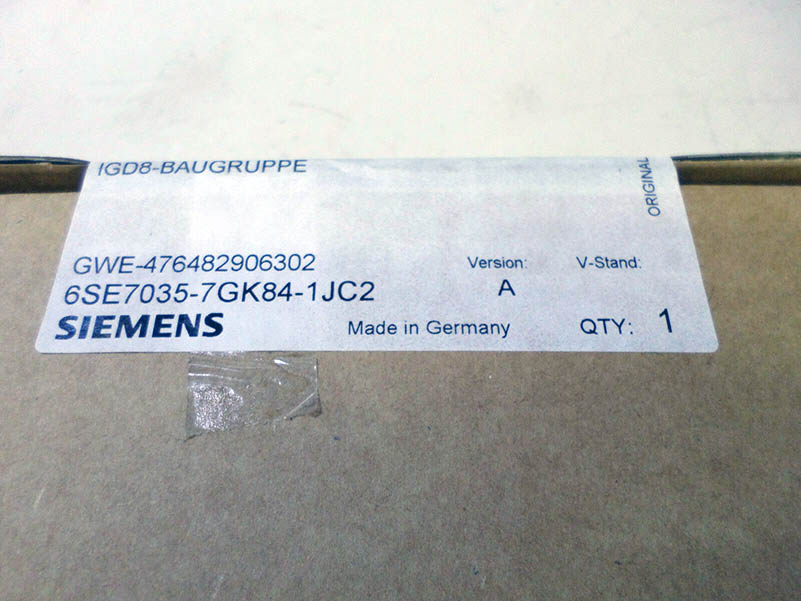 IGD8-BAUGRUPPE
ORIGINAL
GWE-476482906302
Version:
V-Stand:
6SE7035-7GK84-1JC2
A
SIEMENS
Made in Germany
QTY: 1